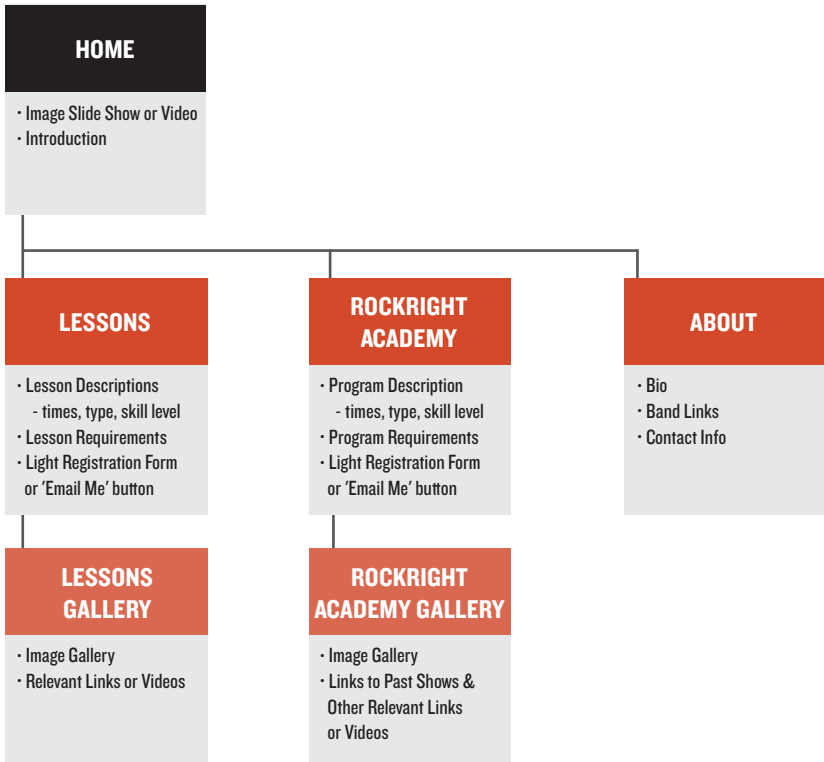 HOME
· Image Slide Show or Video
· Introduction
LESSONS
· Lesson Descriptions
- times, type, skill level
· Lesson Requirements
· Light Registration Form
or 'Email Me' button
ROCKRIGHT
ACADEMY
· Program Description
- times, type, skill level
· Program Requirements
· Light Registration Form
or 'Email Me' button
ABOUT
· Bio
· Band Links
· Contact Info
LESSONS
GALLERY
· Image Gallery
· Relevant Links or Videos
ROCKRIGHT
ACADEMY GALLERY
· Image Gallery
· Links to Past Shows &
Other Relevant Links
or Videos